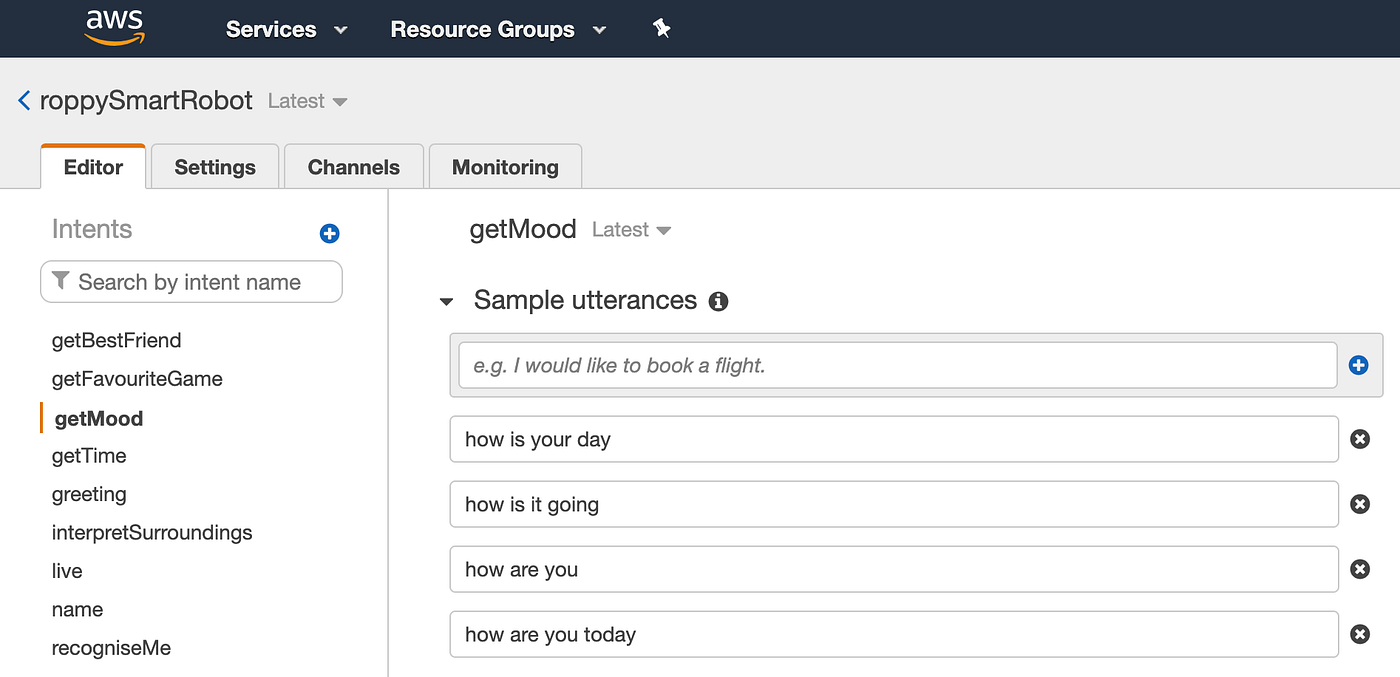 aws
Services
Resource Groups
roppySmartRobot Latest
Editor
Settings
Channels
Monitoring
Intents
Search by intent name
getBestFriend
getFavouriteGame
getMood
getTime
greeting
interpretSurroundings
live
name
recogniseMe
getMood Latest
Sample utterances
e.g. I would like to book a flight.
how is your day
how is it going
how are you
how are you today